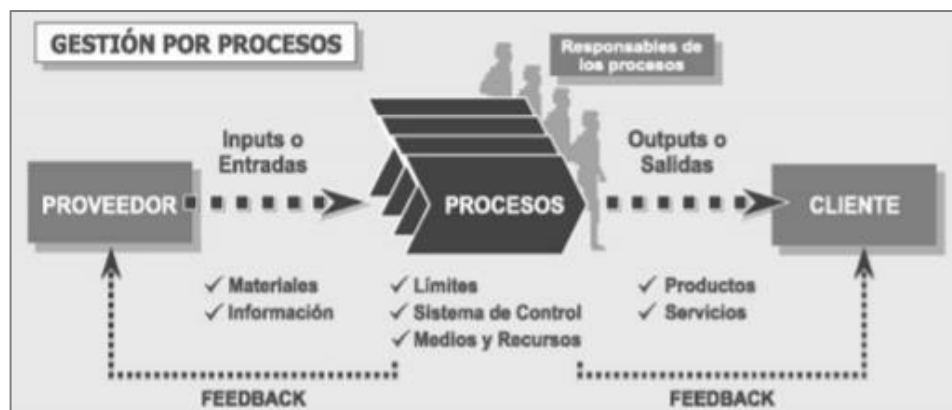 GESTIÓN POR PROCESOS
Responsables de
los procesos
Inputs o
Entradas
Outputs o
Salidas
PROVEEDOR
PROCESOS
CLIENTE
✓ Materiales
✓ Información
✓ Límites
✓ Sistema de Control
✓ Medios y Recursos
✓ Productos
✓ Servicios
FEEDBACK
FEEDBACK